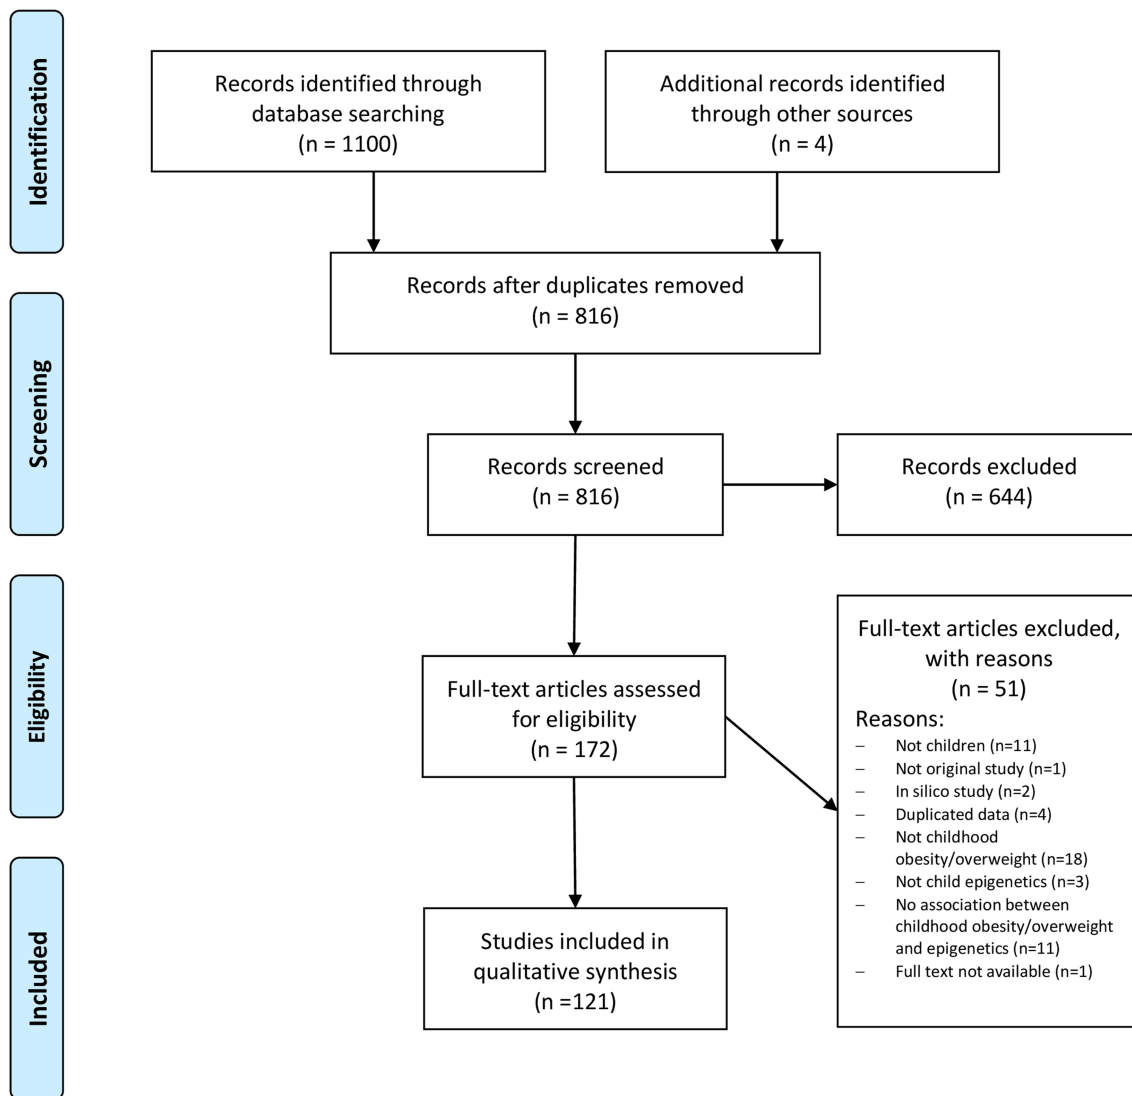 Identification
Records identified through
database searching
(n = 1100)
Additional records identified
through other sources
(n = 4)
Records after duplicates removed
(n = 816)
Screening
Records screened
(n = 816)
Records excluded
(n = 644)
Eligibility
Full-text articles assessed
for eligibility
(n = 172)
Full-text articles excluded,
with reasons
(n = 51)
Reasons:
– Not children (n=11)
– Not original study (n=1)
– In silico study (n=2)
– Duplicated data (n=4)
– Not childhood
obesity/overweight (n=18)
– Not child epigenetics (n=3)
– No association between
childhood obesity/overweight
and epigenetics (n=11)
– Full text not available (n=1)
Included
Studies included in
qualitative synthesis
(n =121)